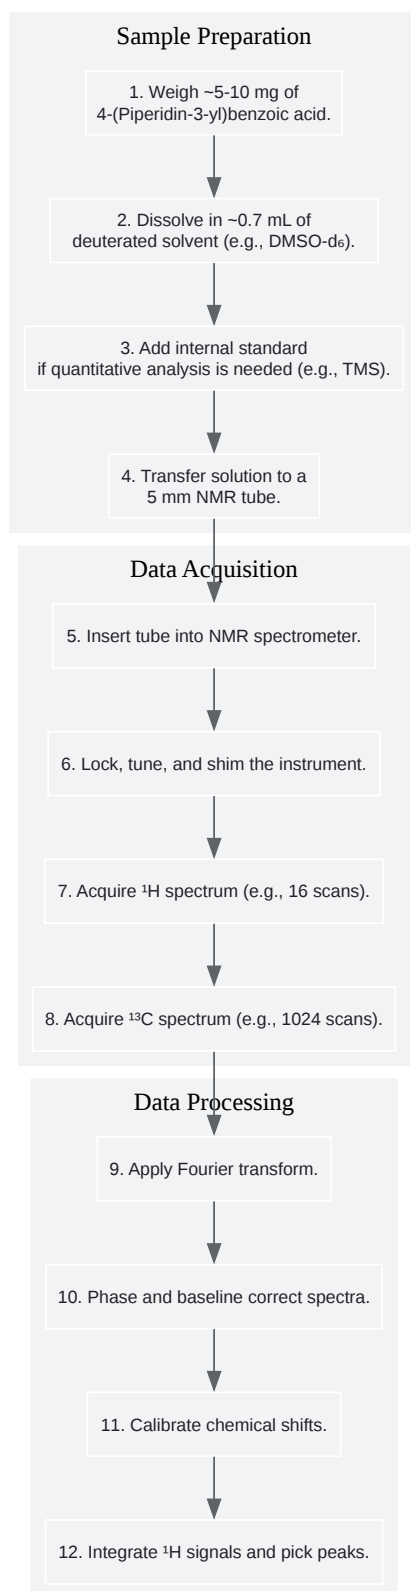 Sample Preparation
1. Weigh ~5-10 mg of
4-(Piperidin-3-yl)benzoic acid.
2. Dissolve in ~0.7 mL of
deuterated solvent (e.g., DMSO-d₆).
3. Add internal standard
if quantitative analysis is needed (e.g., TMS).
4. Transfer solution to a
5 mm NMR tube.
Data Acquisition
5. Insert tube into NMR spectrometer.
6. Lock, tune, and shim the instrument.
7. Acquire ¹H spectrum (e.g., 16 scans).
8. Acquire ¹³C spectrum (e.g., 1024 scans).
Data Processing
9. Apply Fourier transform.
10. Phase and baseline correct spectra.
11. Calibrate chemical shifts.
12. Integrate ¹H signals and pick peaks.